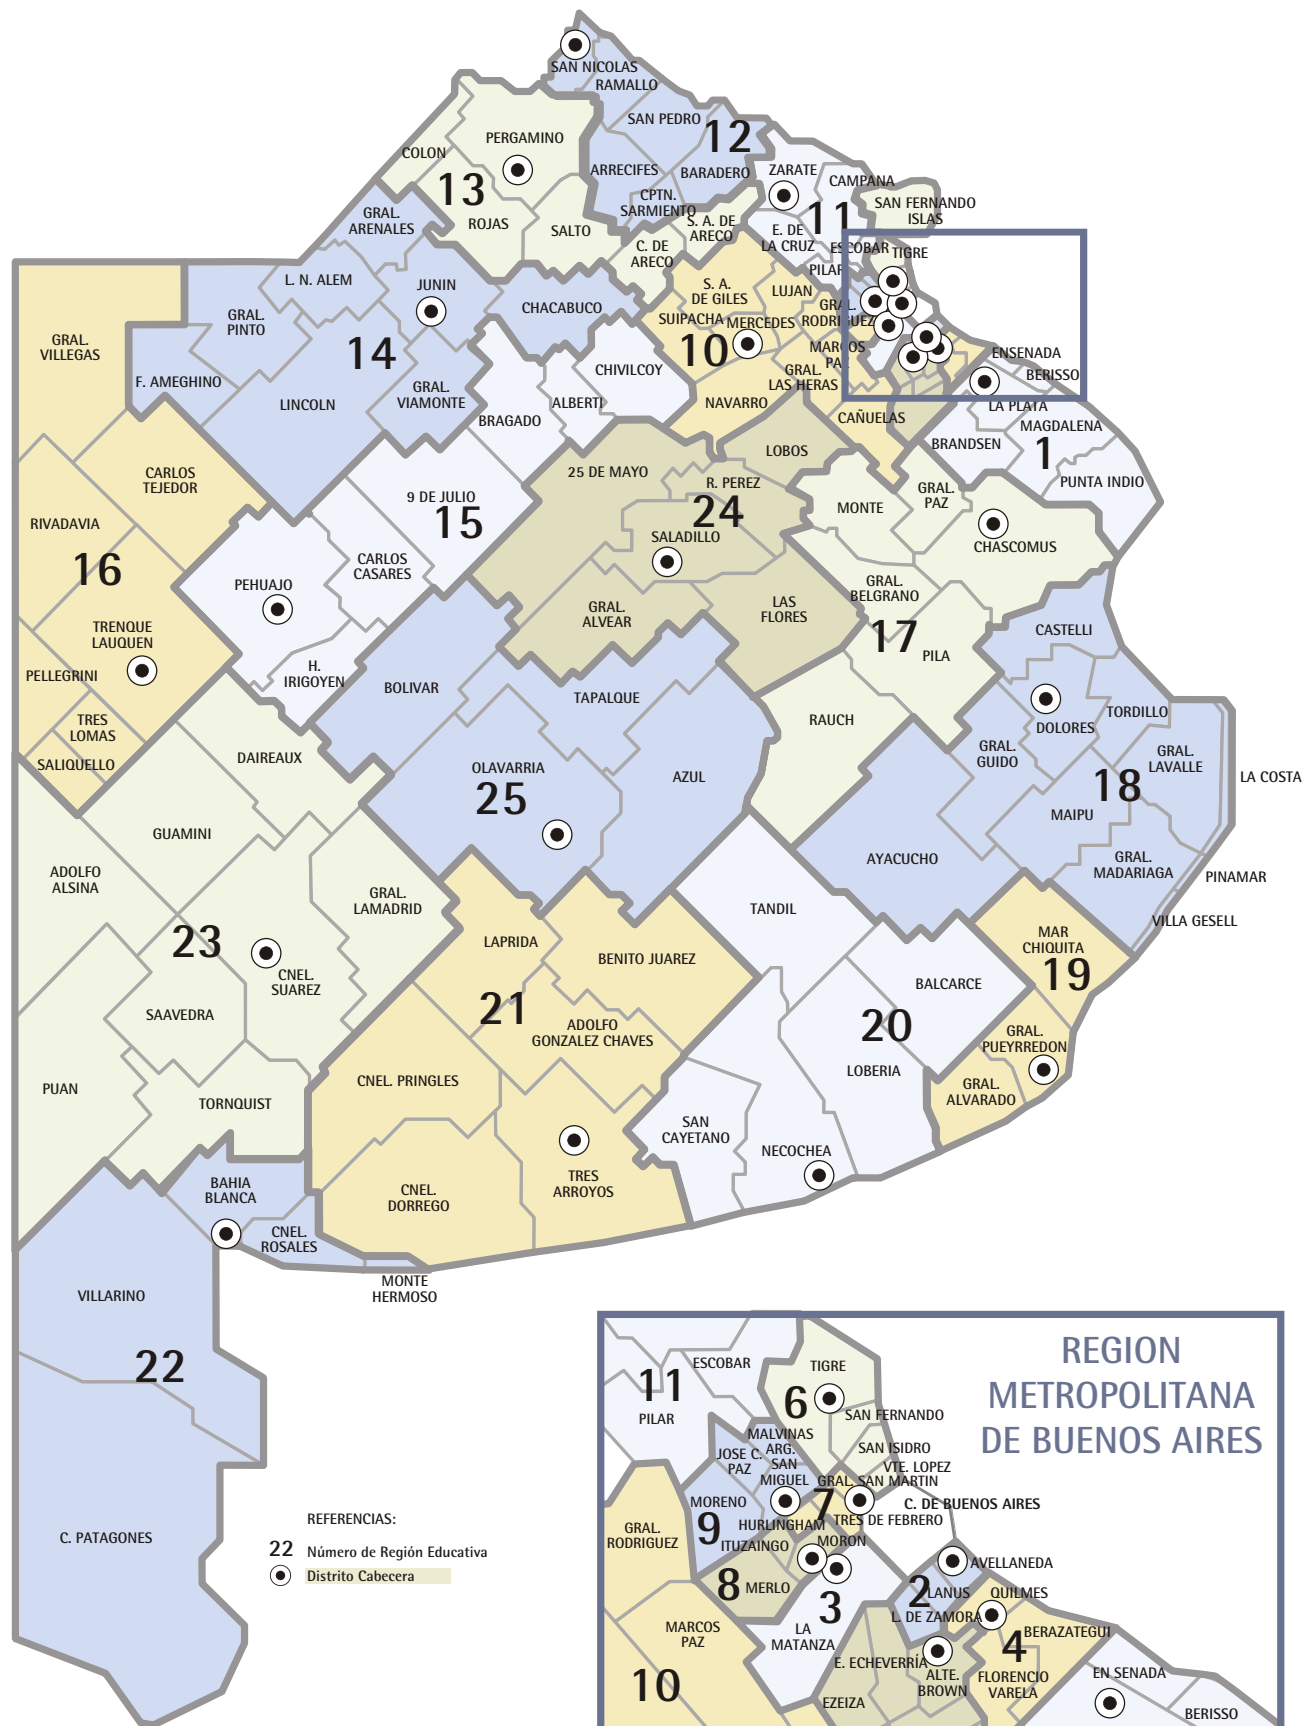 SAN NICOLAS
RAMALLO
SAN PEDRO
12
PERGAMINO
COLON
ARRECIFES
BARADERO
ZARATE
CAMPANA
13
CPTN.
SARMIENTO
SAN FERNANDO
ISLAS
GRAL.
ARENALES
ROJAS
SALTO
S. A. DE
ARECO
11
E. DE
LA CRUZ
C. DE
ARECO
ESCOBAR
TIGRE
L. N. ALEM
JUNIN
PILAR
S. A.
DE GILES
LUJAN
CHACABUCO
GRAL.
PINTO
GRAL.
RODRIGUEZ
SUIPACHA
MERCEDES
GRAL.
VILLEGAS
14
10
MARCOS
PAZ
ENSENADA
CHIVILCOY
GRAL.
LAS HERAS
BERISSO
F. AMEGHINO
GRAL.
VIAMONTE
LINCOLN
ALBERTI
NAVARRO
LA PLATA
BRAGADO
CAÑUELAS
MAGDALENA
BRANDSEN
1
LOBOS
25 DE MAYO
CARLOS
TEJEDOR
R. PEREZ
PUNTA INDIO
GRAL.
PAZ
9 DE JULIO
MONTE
24
15
RIVADAVIA
SALADILLO
CHASCOMUS
16
CARLOS
CASARES
PEHUAJO
GRAL.
BELGRANO
LAS
FLORES
GRAL.
ALVEAR
TRENQUE
LAUQUEN
17
CASTELLI
PILA
H.
IRIGOYEN
PELLEGRINI
BOLIVAR
TAPALQUE
TORDILLO
TRES
LOMAS
RAUCH
DOLORES
DAIREAUX
GRAL.
GUIDO
GRAL.
LAVALLE
SALIQUELLO
OLAVARRIA
AZUL
LA COSTA
25
18
MAIPU
GUAMINI
AYACUCHO
GRAL.
MADARIAGA
ADOLFO
ALSINA
PINAMAR
GRAL.
LAMADRID
TANDIL
VILLA GESELL
23
LAPRIDA
MAR
CHIQUITA
BENITO JUAREZ
19
CNEL.
SUAREZ
BALCARCE
21
SAAVEDRA
20
ADOLFO
GONZALEZ CHAVES
GRAL.
PUEYRREDON
LOBERIA
CNEL. PRINGLES
PUAN
GRAL.
ALVARADO
TORNQUIST
SAN
CAYETANO
NECOCHEA
BAHIA
BLANCA
TRES
ARROYOS
CNEL.
DORREGO
CNEL.
ROSALES
MONTE
HERMOSO
VILLARINO
22
C. PATAGONES
REFERENCIAS:
22 Número de Región Educativa
Distrito Cabecera
REGION
METROPOLITANA
DE BUENOS AIRES
ESCOBAR
TIGRE
11
6
PILAR
SAN FERNANDO
MALVINAS
ARG.
SAN ISIDRO
JOSE C.
PAZ
SAN
MIGUEL
VTE. LOPEZ
GRAL. SAN MARTIN
MORENO
7
C. DE BUENOS AIRES
TRES DE FEBRERO
9
HURLINGHAM
GRAL.
RODRIGUEZ
ITUZAINGO
MORON
AVELLANEDA
8
MERLO
2
LANUS
QUILMES
3
L. DE ZAMORA
MARCOS
PAZ
LA
MATANZA
BERAZATEGUI
4
E. ECHEVERRÍA
EN SENADA
ALTE.
BROWN
FLORENCIO
VARELA
10
EZEIZA
BERISSO